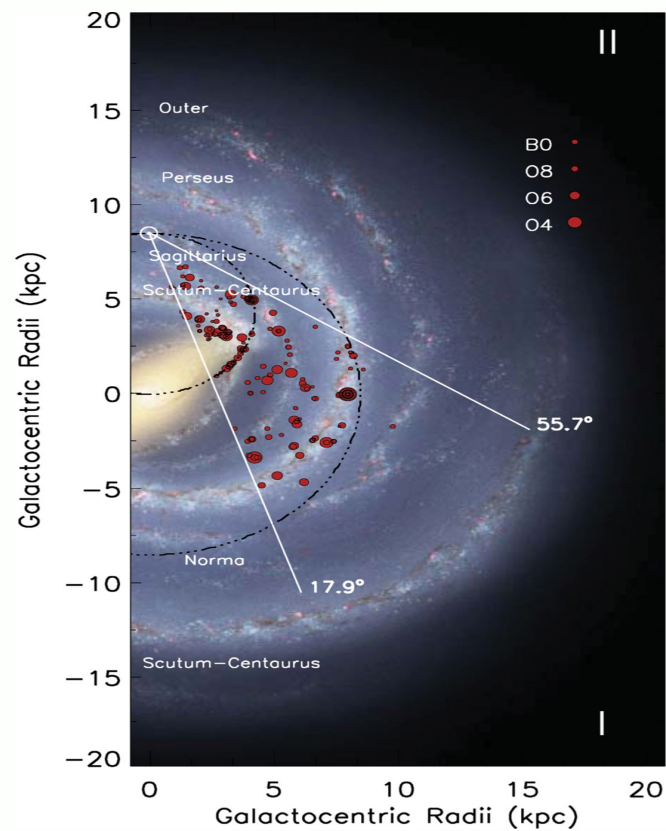 20
II
15
Outer
B0
O8
Perseus
O6
10
O4
Sagittarius
Scutum-Centaurus
5
0
55.7°
-5
Norma
-10
17.9°
Scutum-Centaurus
-15
I
-20
0 5 10 15 20
Galactocentric Radii (kpc)
Galactocentric Radii (kpc)